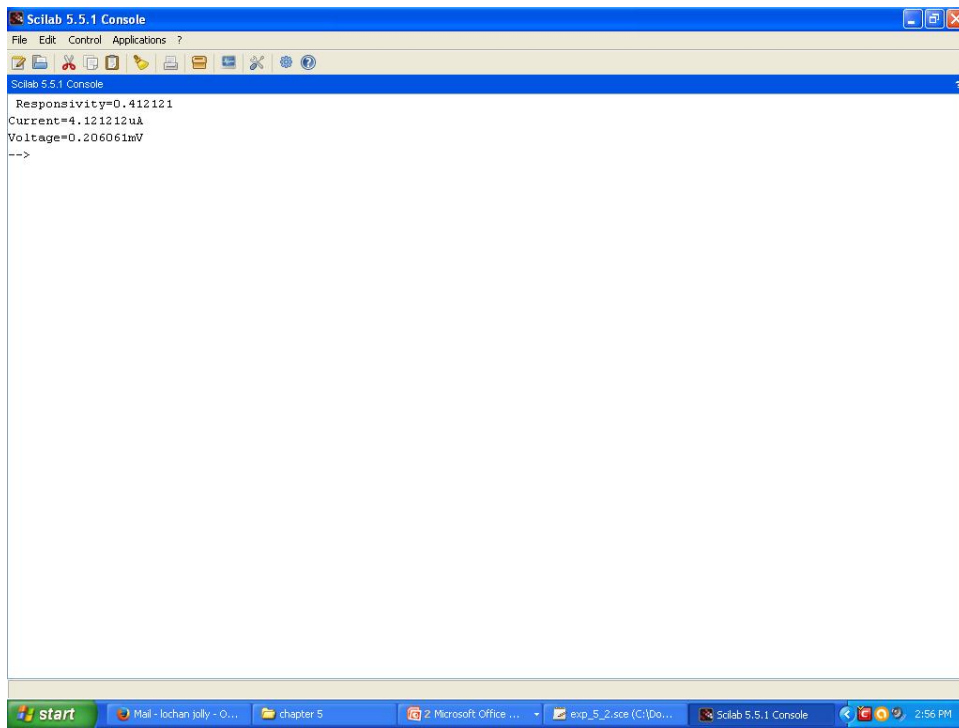 Scilab 5.5.1 Console
File Edit Control Applications ?
Scilab 5.5.1 Console ?
Responsivity=0.412121
Current=4.121212uA
Voltage=0.206061mV
-->
start Mail - lochan jolly - O... chapter 5 2 Microsoft Office ... exp_5_2.sce (C:\Do... Scilab 5.5.1 Console 2:56 PM